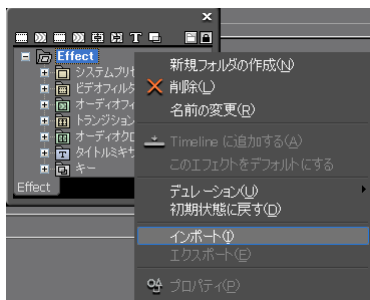 Effect
システムプリ
ビデオフィル
オーディオフィ
トランジション
オーディオクロ
タイトルミキサ
キー
Effect
新規フォルダの作成(N)
削除(L)
名前の変更(R)
Timeline に追加する(A)
このエフェクトをデフォルトにする
デュレーション(U)
初期状態に戻す(D)
インポート(I)
エクスポート(E)
プロパティ(P)